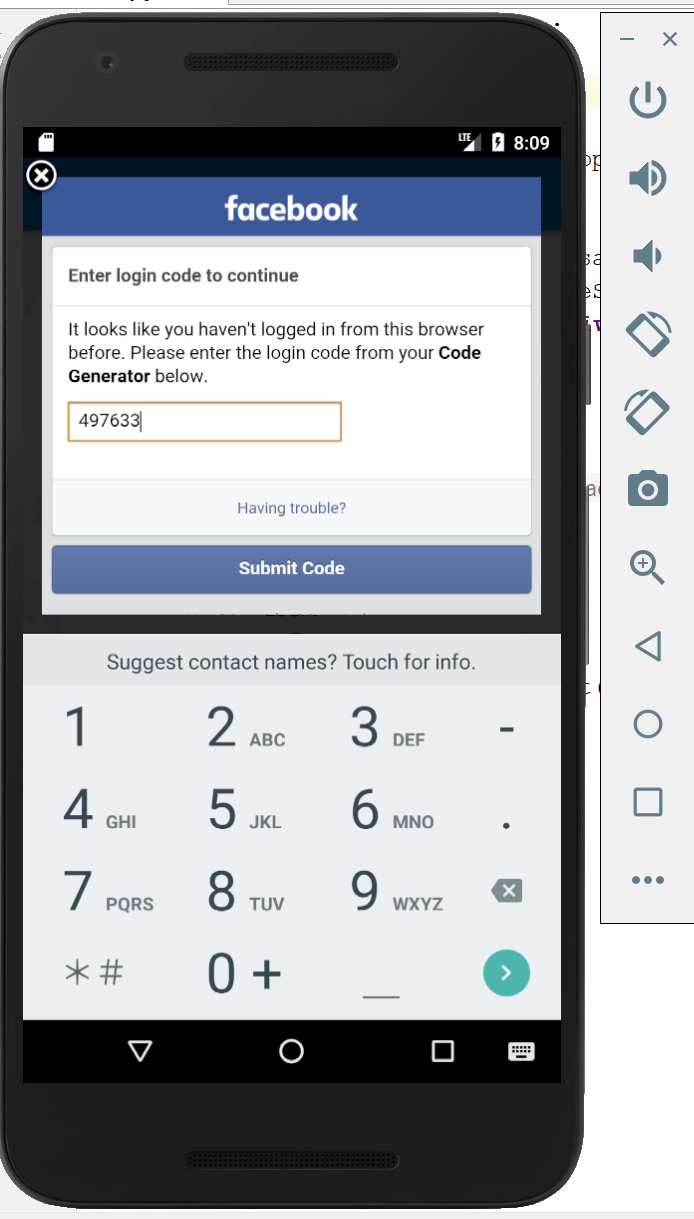 LTE 8:09
facebook
Enter login code to continue
It looks like you haven't logged in from this browser
before. Please enter the login code from your Code
Generator below.
497633
Having trouble?
Submit Code
Suggest contact names? Touch for info.
1 2 ABC 3 DEF -
4 GHI 5 JKL 6 MNO .
7 PQRS 8 TUV 9 WXYZ
* # 0 + _